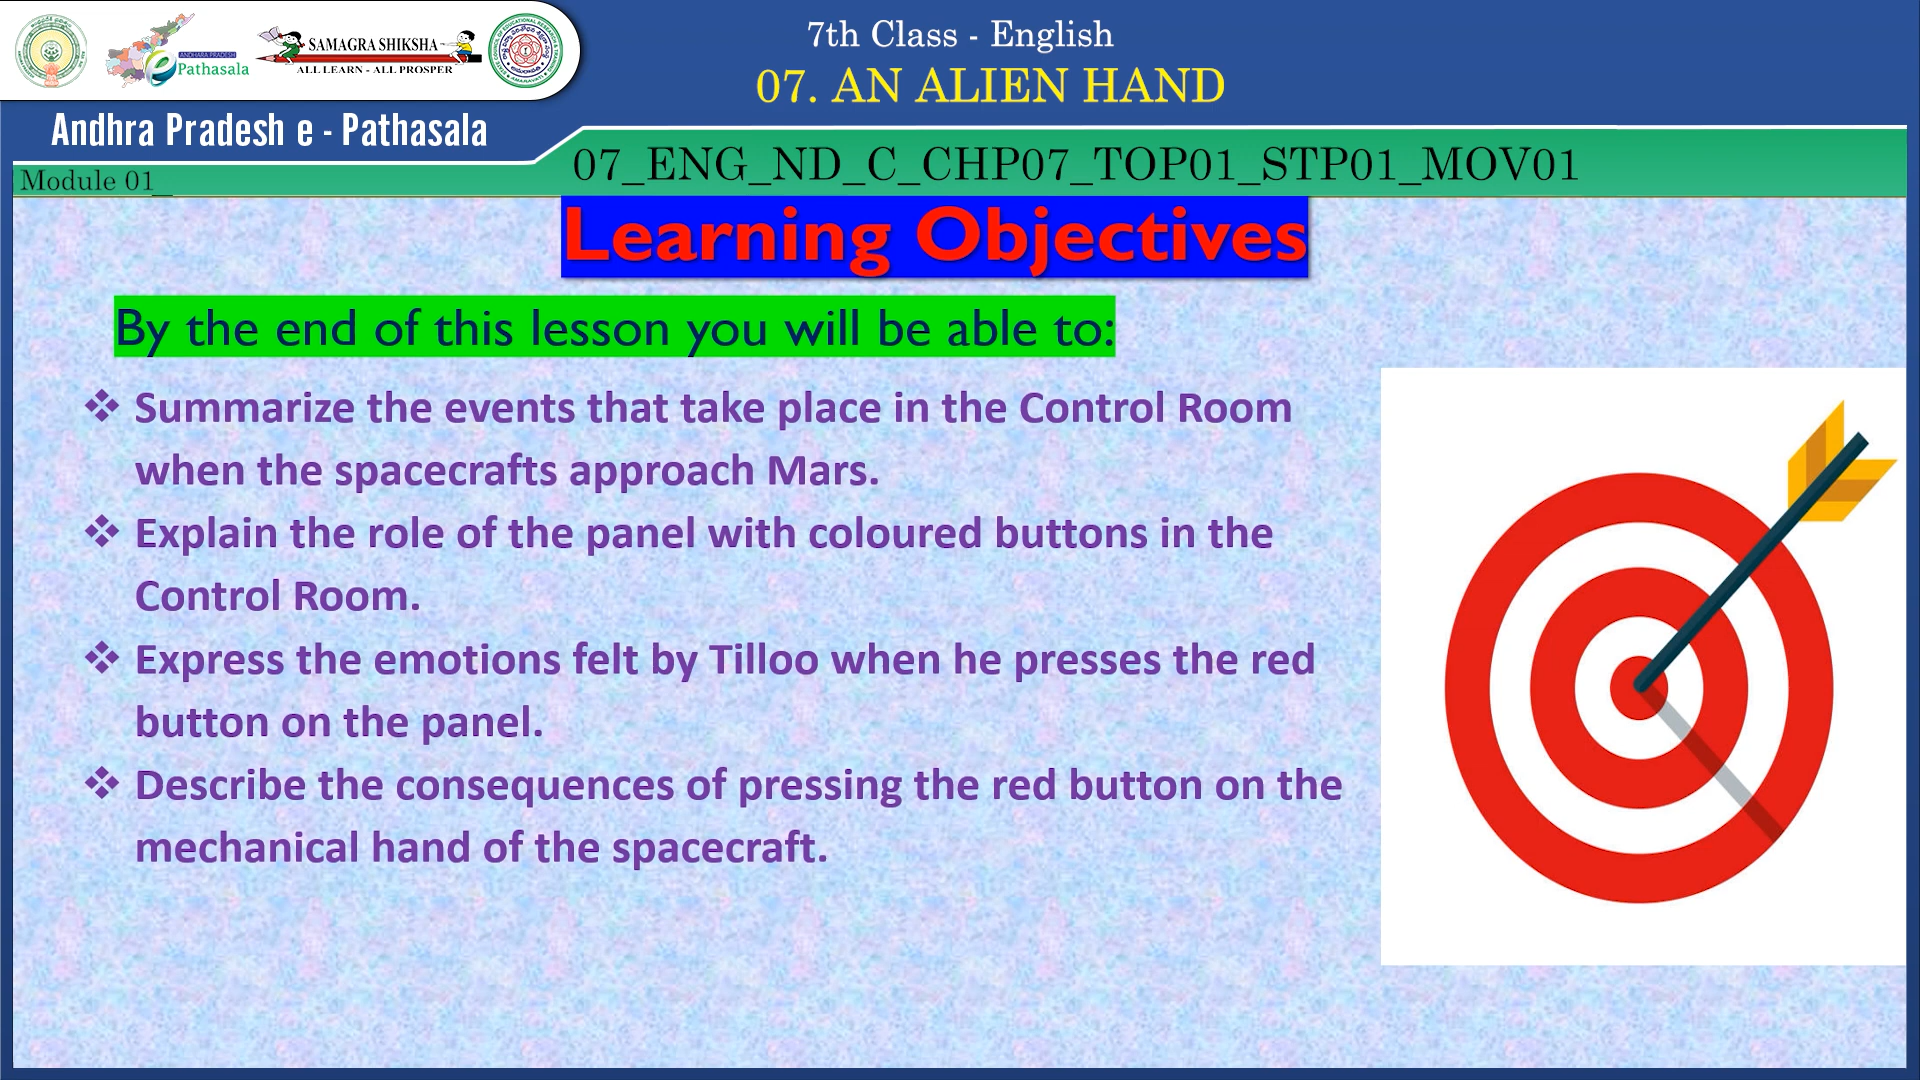 ANDHRA PRADESH
Pathasala
SAMAGRA SHIKSHA
ALL LEARN - ALL PROSPER
Andhra Pradesh e - Pathasala
Module 01_
7th Class - English
07. AN ALIEN HAND
07_ENG_ND_C_CHP07_TOP01_STP01_MOV01
Learning Objectives
By the end of this lesson you will be able to:
❖ Summarize the events that take place in the Control Room
when the spacecrafts approach Mars.
❖ Explain the role of the panel with coloured buttons in the
Control Room.
❖ Express the emotions felt by Tilloo when he presses the red
button on the panel.
❖ Describe the consequences of pressing the red button on the
mechanical hand of the spacecraft.